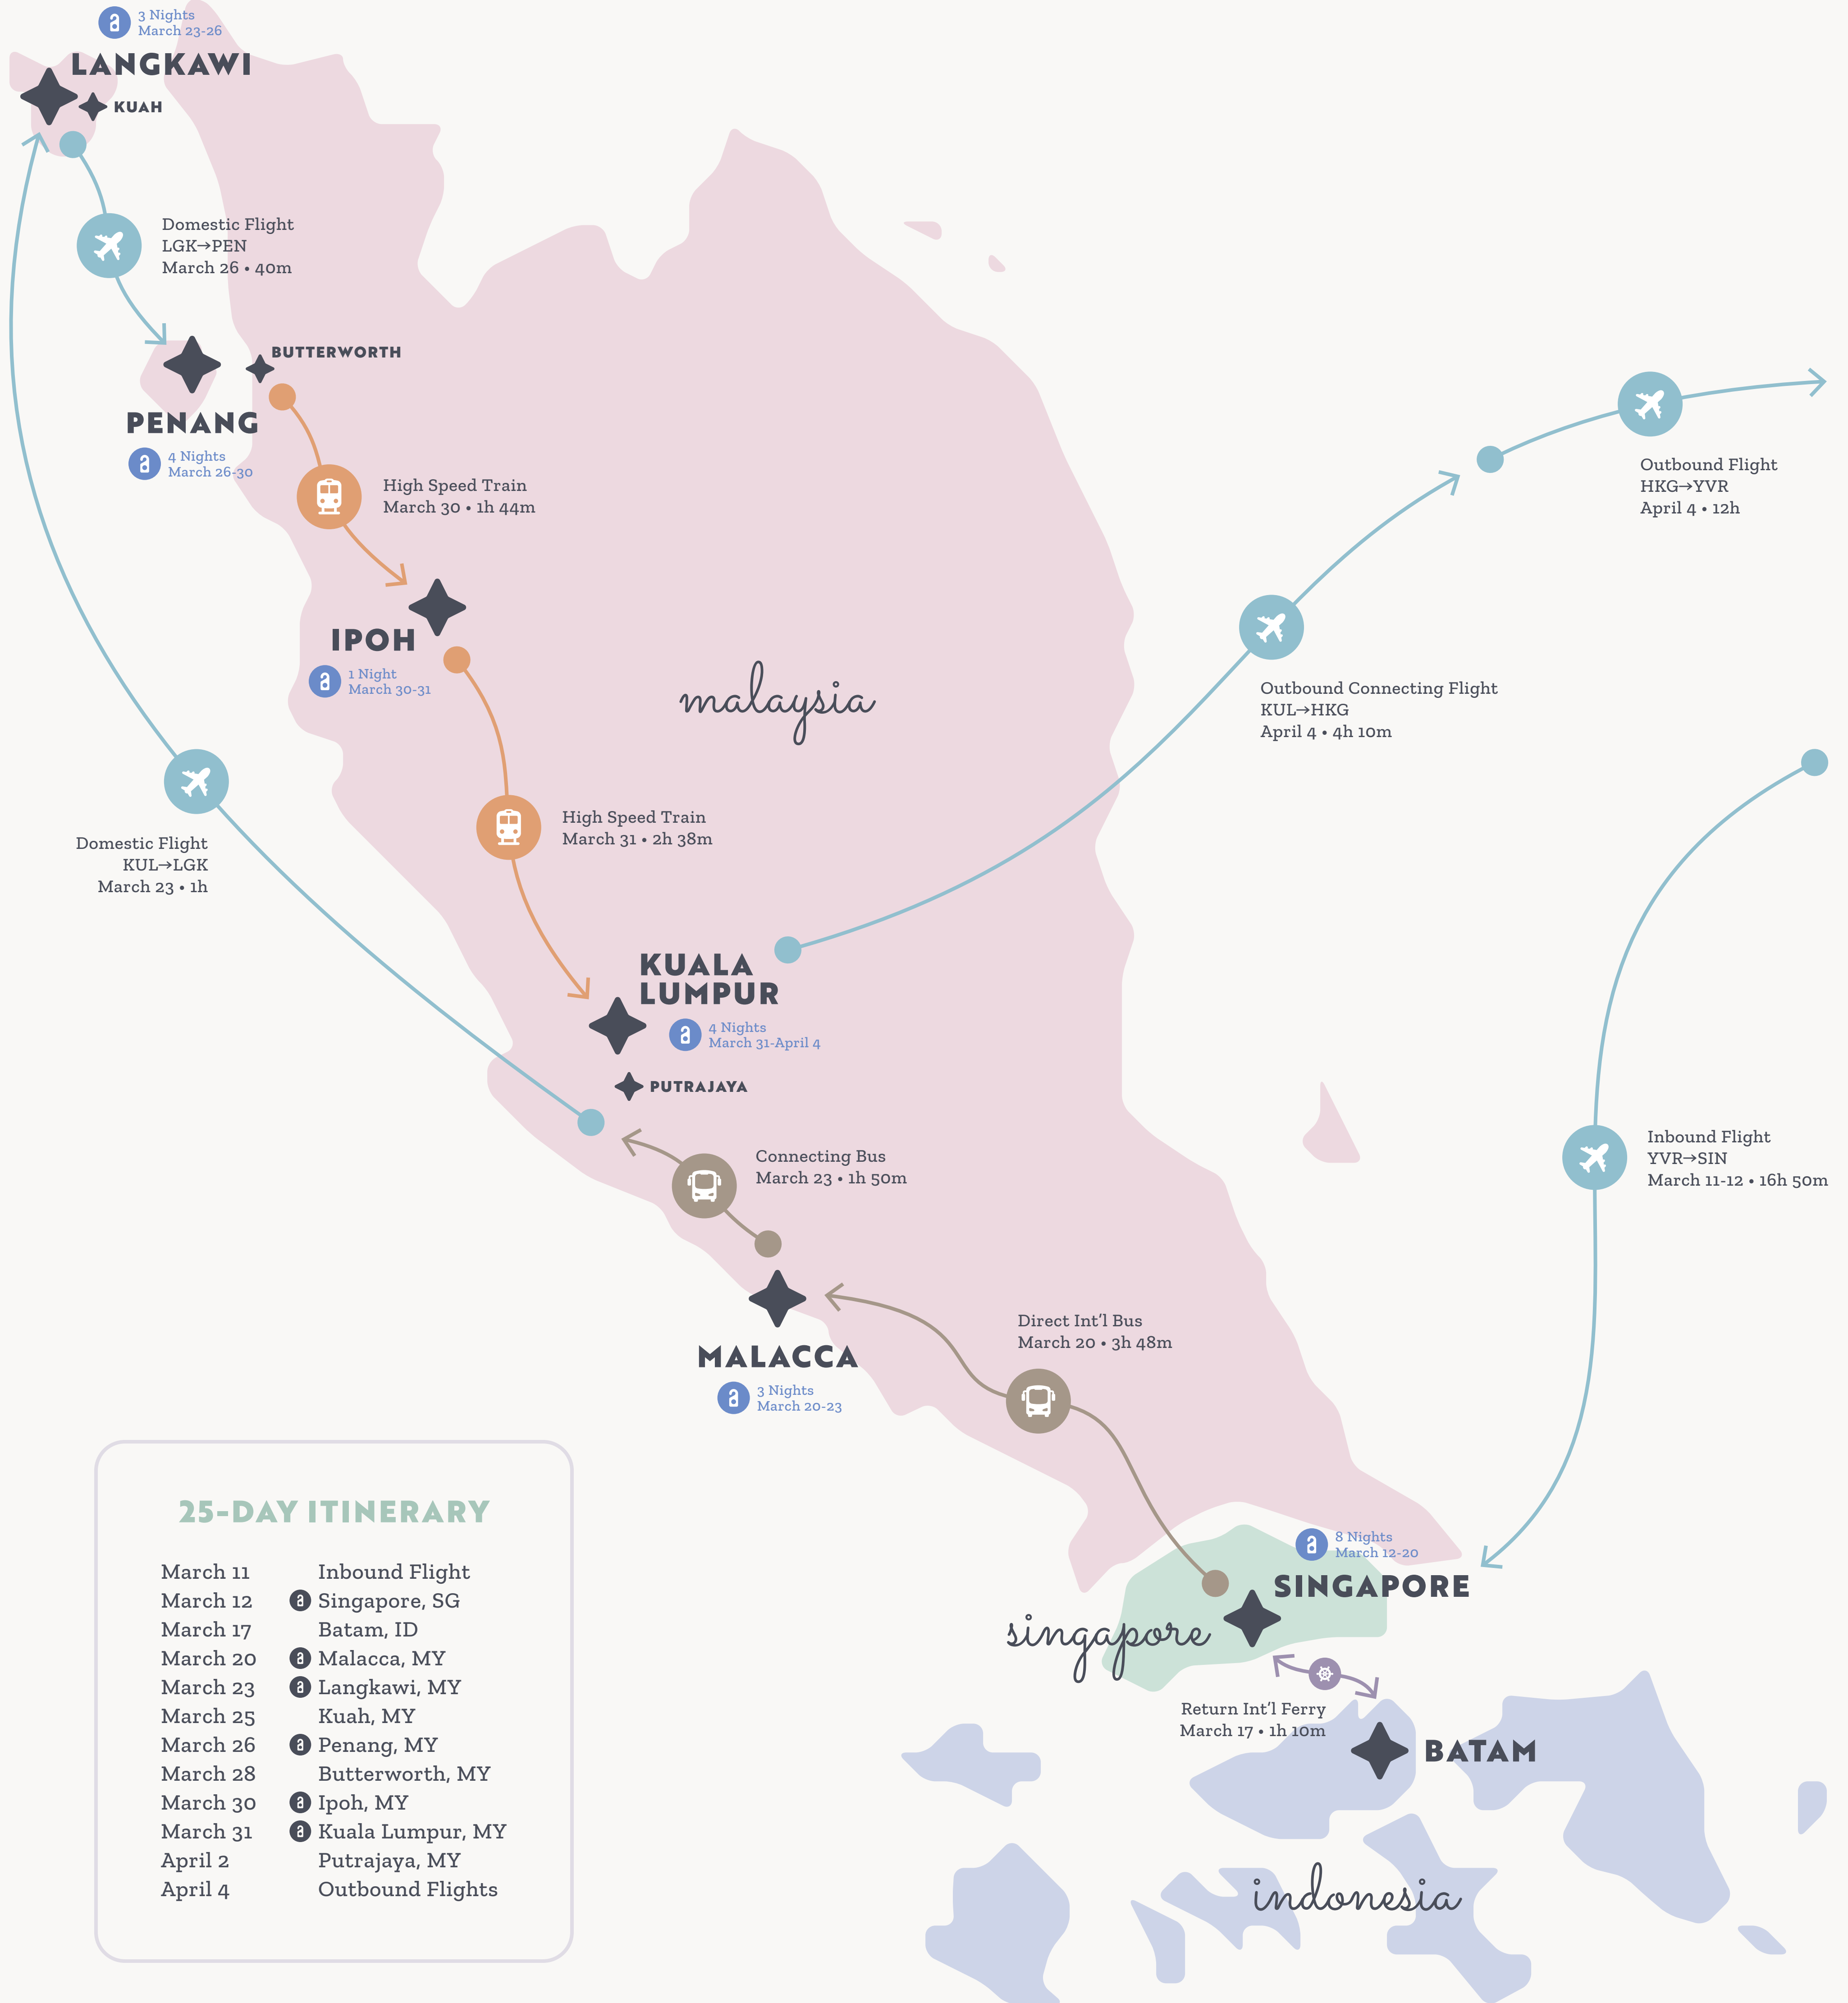 3 Nights
March 23-26
LANGKAWI
KUAH
Domestic Flight
LGK→PEN
March 26 • 40m
BUTTERWORTH
PENANG
4 Nights
March 26-30
High Speed Train
March 30 • 1h 44m
Outbound Flight
HKG→YVR
April 4 • 12h
IPOH
1 Night
March 30-31
malaysia
Outbound Connecting Flight
KUL→HKG
April 4 • 4h 10m
High Speed Train
March 31 • 2h 38m
Domestic Flight
KUL→LGK
March 23 • 1h
KUALA
LUMPUR
4 Nights
March 31-April 4
PUTRAJAYA
Connecting Bus
March 23 • 1h 50m
Inbound Flight
YVR→SIN
March 11-12 • 16h 50m
Direct Int'l Bus
March 20 • 3h 48m
MALACCA
3 Nights
March 20-23
8 Nights
March 12-20
SINGAPORE
singapore
Return Int'l Ferry
March 17 • 1h 10m
BATAM
indonesia
25-DAY ITINERARY
March 11 Inbound Flight
March 12 a Singapore, SG
March 17 Batam, ID
March 20 a Malacca, MY
March 23 a Langkawi, MY
March 25 Kuah, MY
March 26 a Penang, MY
March 28 Butterworth, MY
March 30 a Ipoh, MY
March 31 a Kuala Lumpur, MY
April 2 Putrajaya, MY
April 4 Outbound Flights